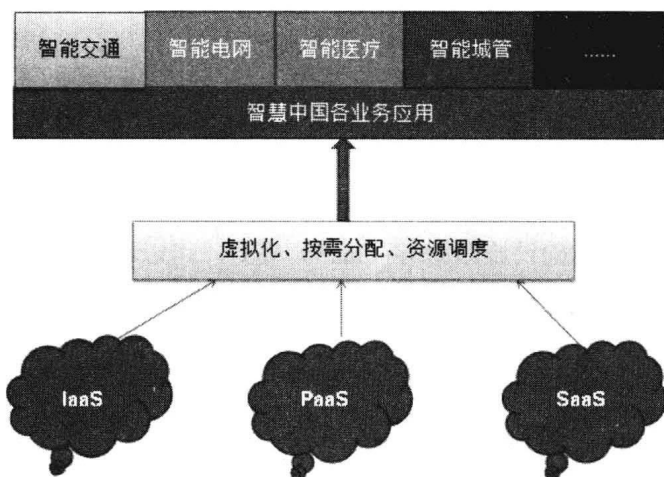 智能交通 智能电网 智能医疗 智能城管 ......
智慧中国各业务应用
虚拟化、按需分配、资源调度
IaaS PaaS SaaS